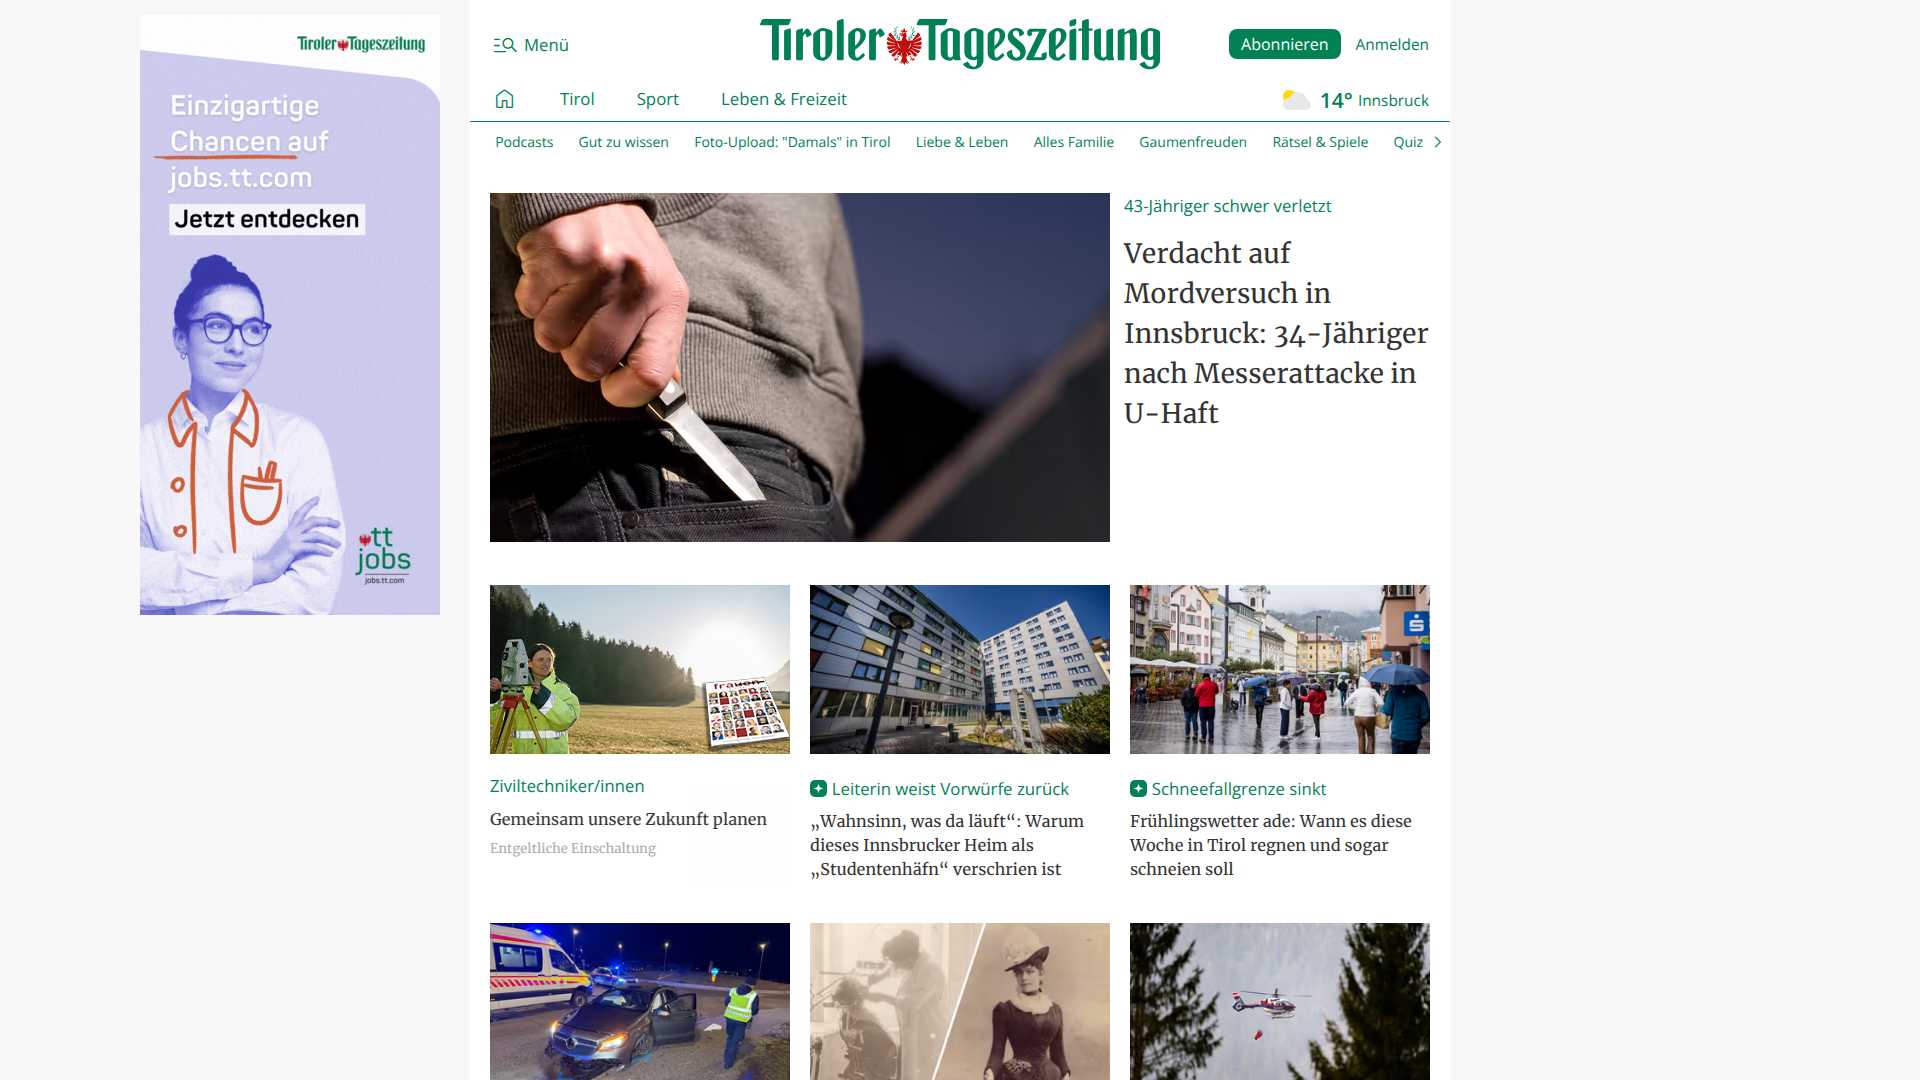 Tiroler Tageszeitung
Einzigartige
Chancen auf
jobs.tt.com
Jetzt entdecken
tt
jobs
jobs.tt.com
Menü
Tiroler Tageszeitung
Abonnieren
Anmelden
Tirol
Sport
Leben & Freizeit
14° Innsbruck
Podcasts
Gut zu wissen
Foto-Upload: "Damals" in Tirol
Liebe & Leben
Alles Familie
Gaumenfreuden
Rätsel & Spiele
Quiz
43-Jähriger schwer verletzt
Verdacht auf
Mordversuch in
Innsbruck: 34-Jähriger
nach Messerattacke in
U-Haft
frauen
Ziviltechniker/innen
Gemeinsam unsere Zukunft planen
Entgeltliche Einschaltung
Leiterin weist Vorwürfe zurück
„Wahnsinn, was da läuft“: Warum
dieses Innsbrucker Heim als
„Studentenhäfn“ verschrien ist
Schneefallgrenze sinkt
Frühlingswetter ade: Wann es diese
Woche in Tirol regnen und sogar
schneien soll